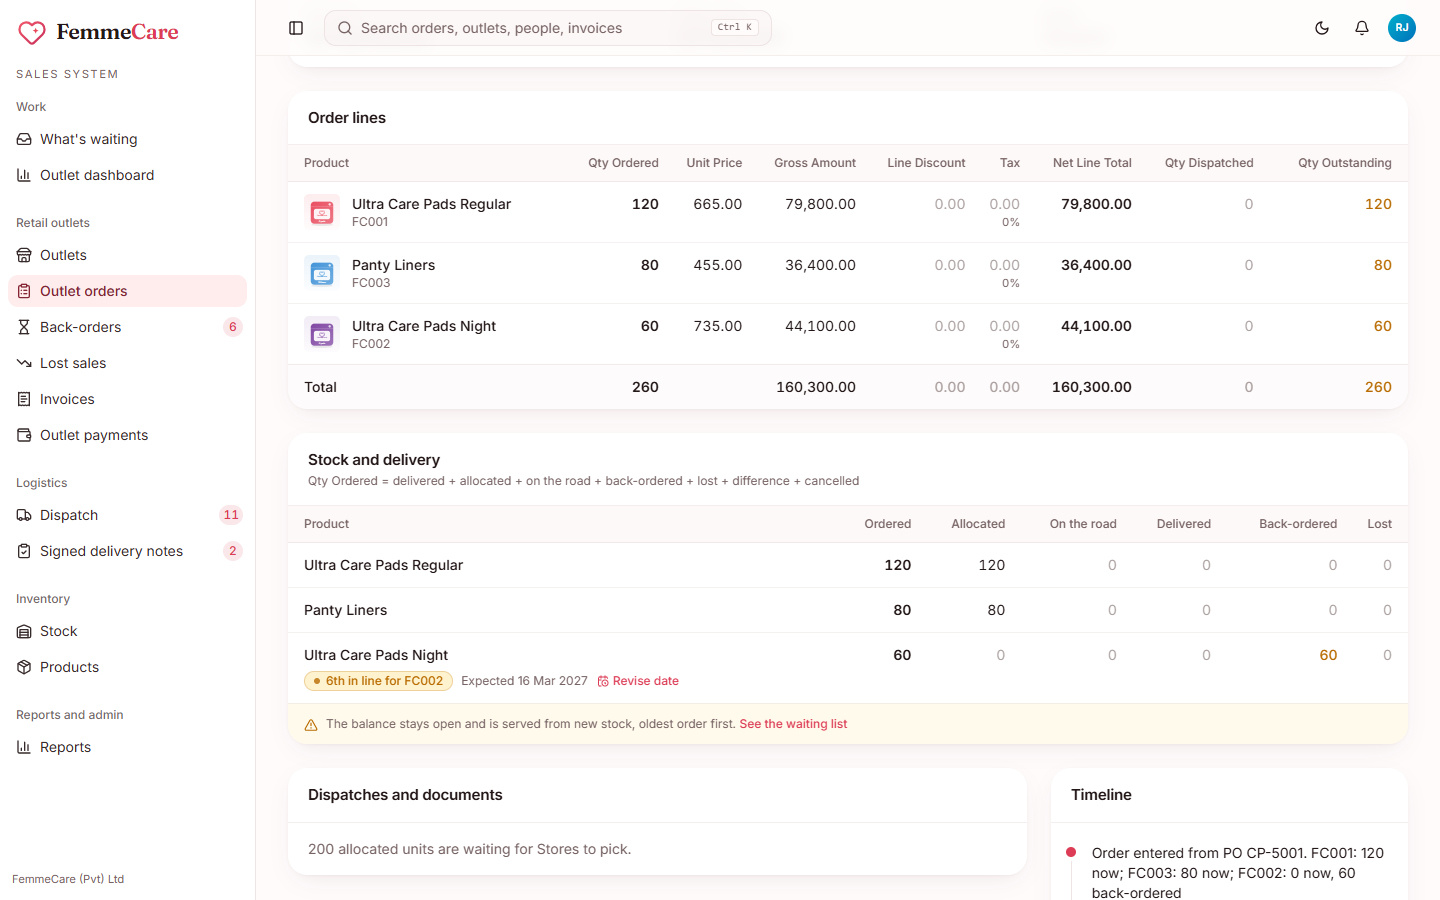 FemmeCare
SALES SYSTEM
Work
What's waiting
Outlet dashboard
Retail outlets
Outlets
Outlet orders
Back-orders 6
Lost sales
Invoices
Outlet payments
Logistics
Dispatch 11
Signed delivery notes 2
Inventory
Stock
Products
Reports and admin
Reports
FemmeCare (Pvt) Ltd
Search orders, outlets, people, invoices Ctrl K
RJ
Order lines
Product Qty Ordered Unit Price Gross Amount Line Discount Tax Net Line Total Qty Dispatched Qty Outstanding
Ultra Care Pads Regular 120 665.00 79,800.00 0.00 0.00 79,800.00 0 120
FC001 0%
Panty Liners 80 455.00 36,400.00 0.00 0.00 36,400.00 0 80
FC003 0%
Ultra Care Pads Night 60 735.00 44,100.00 0.00 0.00 44,100.00 0 60
FC002 0%
Total 260 160,300.00 0.00 0.00 160,300.00 0 260
Stock and delivery
Qty Ordered = delivered + allocated + on the road + back-ordered + lost + difference + cancelled
Product Ordered Allocated On the road Delivered Back-ordered Lost
Ultra Care Pads Regular 120 120 0 0 0 0
Panty Liners 80 80 0 0 0 0
Ultra Care Pads Night 60 0 0 0 60 0
6th in line for FC002 Expected 16 Mar 2027 Revise date
The balance stays open and is served from new stock, oldest order first. See the waiting list
Dispatches and documents
200 allocated units are waiting for Stores to pick.
Timeline
Order entered from PO CP-5001. FC001: 120
now; FC003: 80 now; FC002: 0 now, 60
back-ordered